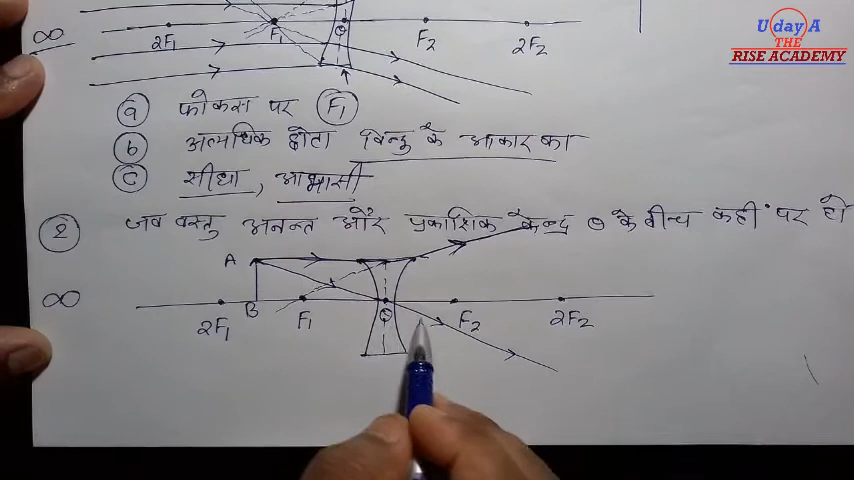 Uday A
THE
RISE ACADEMY
∞
2F₁ F₁ O F₂ 2F₂
(a) फोकस पर (F₁)
(b) अत्यधिक छोटा बिन्दु के आकार का
(c) सीधा, आभासी
(2) जब वस्तु अनन्त और प्रकाशिक केन्द्र O के बीच कहीं पर हो
A
∞
2F₁ B F₁ O F₂ 2F₂